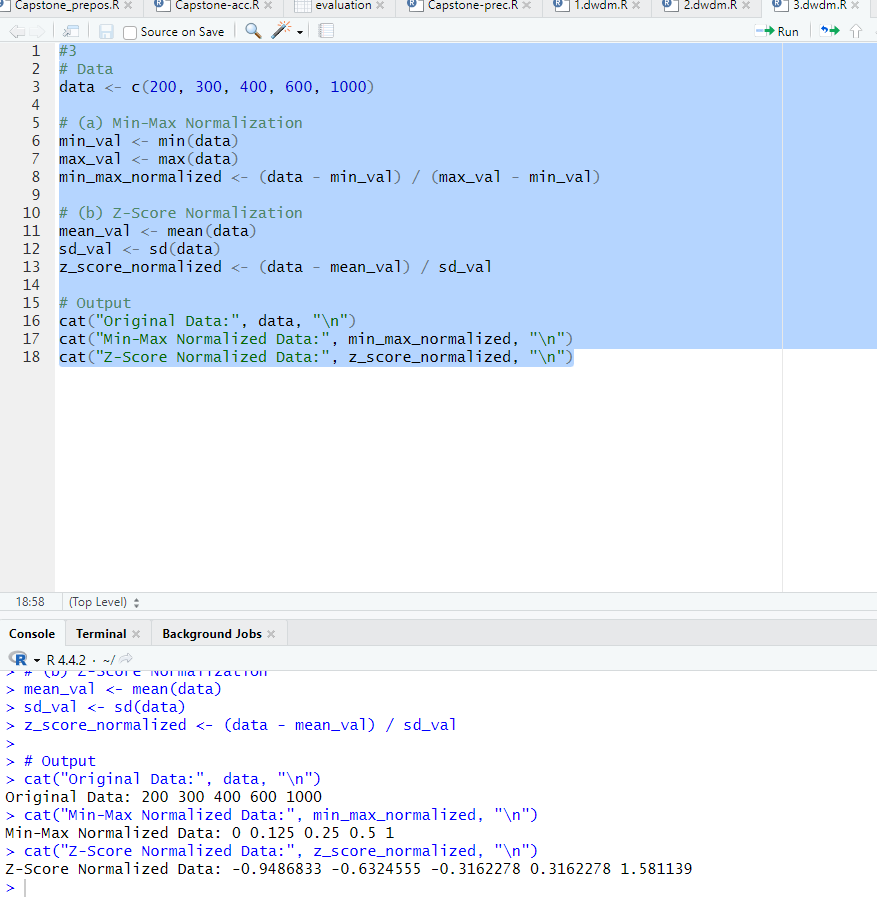 Capstone_prepos.R × Capstone-acc.R × evaluation × Capstone-prec.R × 1.dwdm.R × 2.dwdm.R × 3.dwdm.R ×
Source on Save Run
1 #3
2 # Data
3 data <- c(200, 300, 400, 600, 1000)
4
5 # (a) Min-Max Normalization
6 min_val <- min(data)
7 max_val <- max(data)
8 min_max_normalized <- (data - min_val) / (max_val - min_val)
9
10 # (b) Z-Score Normalization
11 mean_val <- mean(data)
12 sd_val <- sd(data)
13 z_score_normalized <- (data - mean_val) / sd_val
14
15 # Output
16 cat("Original Data:", data, "\n")
17 cat("Min-Max Normalized Data:", min_max_normalized, "\n")
18 cat("Z-Score Normalized Data:", z_score_normalized, "\n")
18:58 (Top Level)
Console Terminal × Background Jobs ×
R R 4.4.2 · ~/
> # (b) Z-Score Normalization
> mean_val <- mean(data)
> sd_val <- sd(data)
> z_score_normalized <- (data - mean_val) / sd_val
>
> # Output
> cat("Original Data:", data, "\n")
Original Data: 200 300 400 600 1000
> cat("Min-Max Normalized Data:", min_max_normalized, "\n")
Min-Max Normalized Data: 0 0.125 0.25 0.5 1
> cat("Z-Score Normalized Data:", z_score_normalized, "\n")
Z-Score Normalized Data: -0.9486833 -0.6324555 -0.3162278 0.3162278 1.581139
>